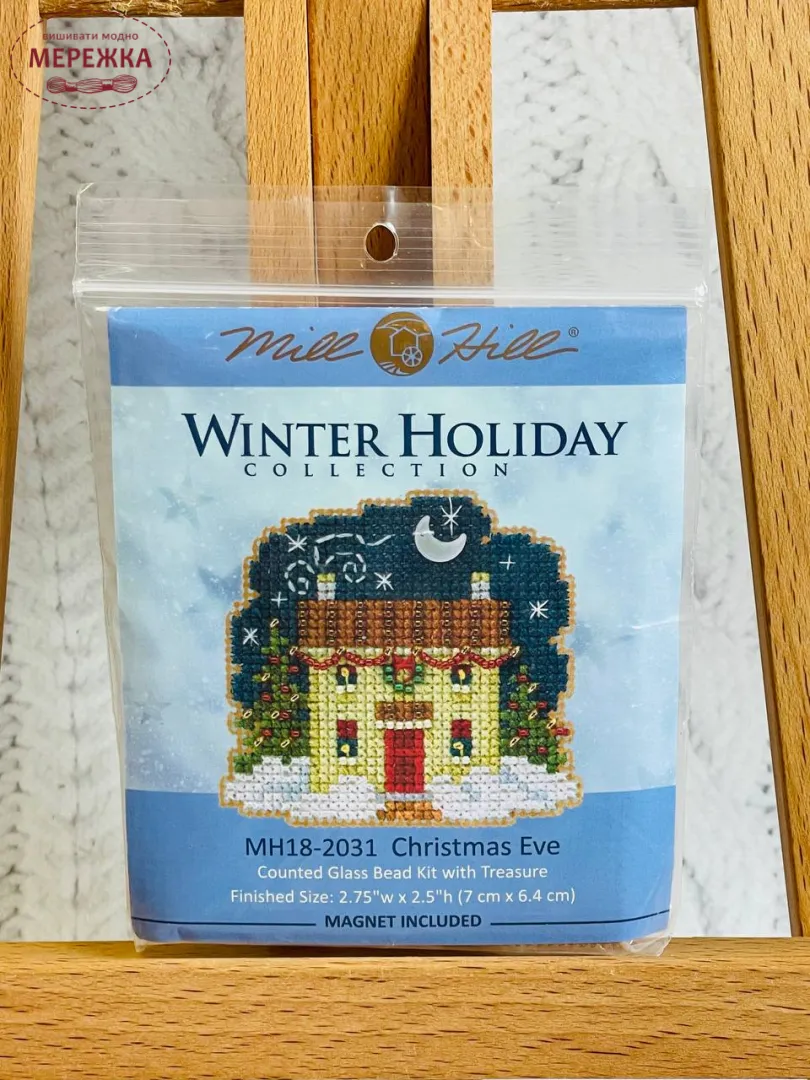 вишивати модно
МЕРЕЖКА
Mill Hill®
WINTER HOLIDAY
COLLECTION
MH18-2031 Christmas Eve
Counted Glass Bead Kit with Treasure
Finished Size: 2.75"w x 2.5"h (7 cm x 6.4 cm)
MAGNET INCLUDED